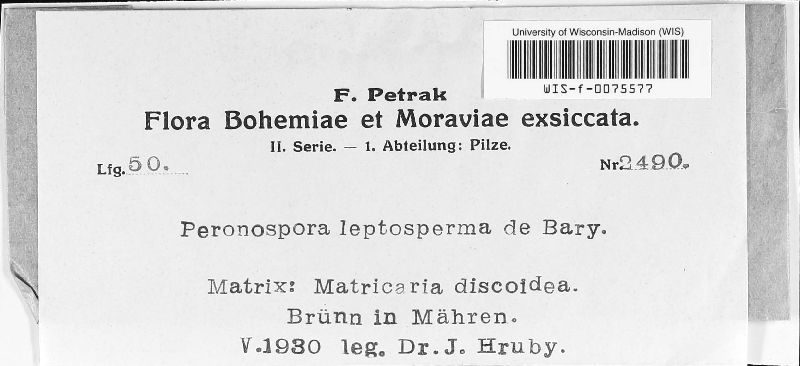 University of Wisconsin-Madison (WIS)
WIS-f-0075577
F. Petrak
Flora Bohemiae et Moraviae exsiccata.
II. Serie. — 1. Abteilung: Pilze.
Lfg. 50.
Nr. 2490.
Peronospora leptosperma de Bary.
Matrix: Matricaria discoidea.
Brünn in Mähren.
V.1930 leg. Dr. J. Hruby.